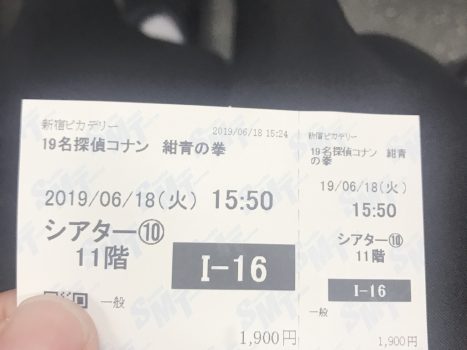 新宿ピカデリー
2019/06/18 15:24
19名探偵コナン 紺青の拳
2019/06/18(火) 15:50
シアター⑩
11階
I-16
一般
1,900円
新宿ピカデリー
19名探偵コナン 紺青
の拳
19/06/18(火)
15:50
シアター⑩
11階
I-16
一般
1,900円
SMT